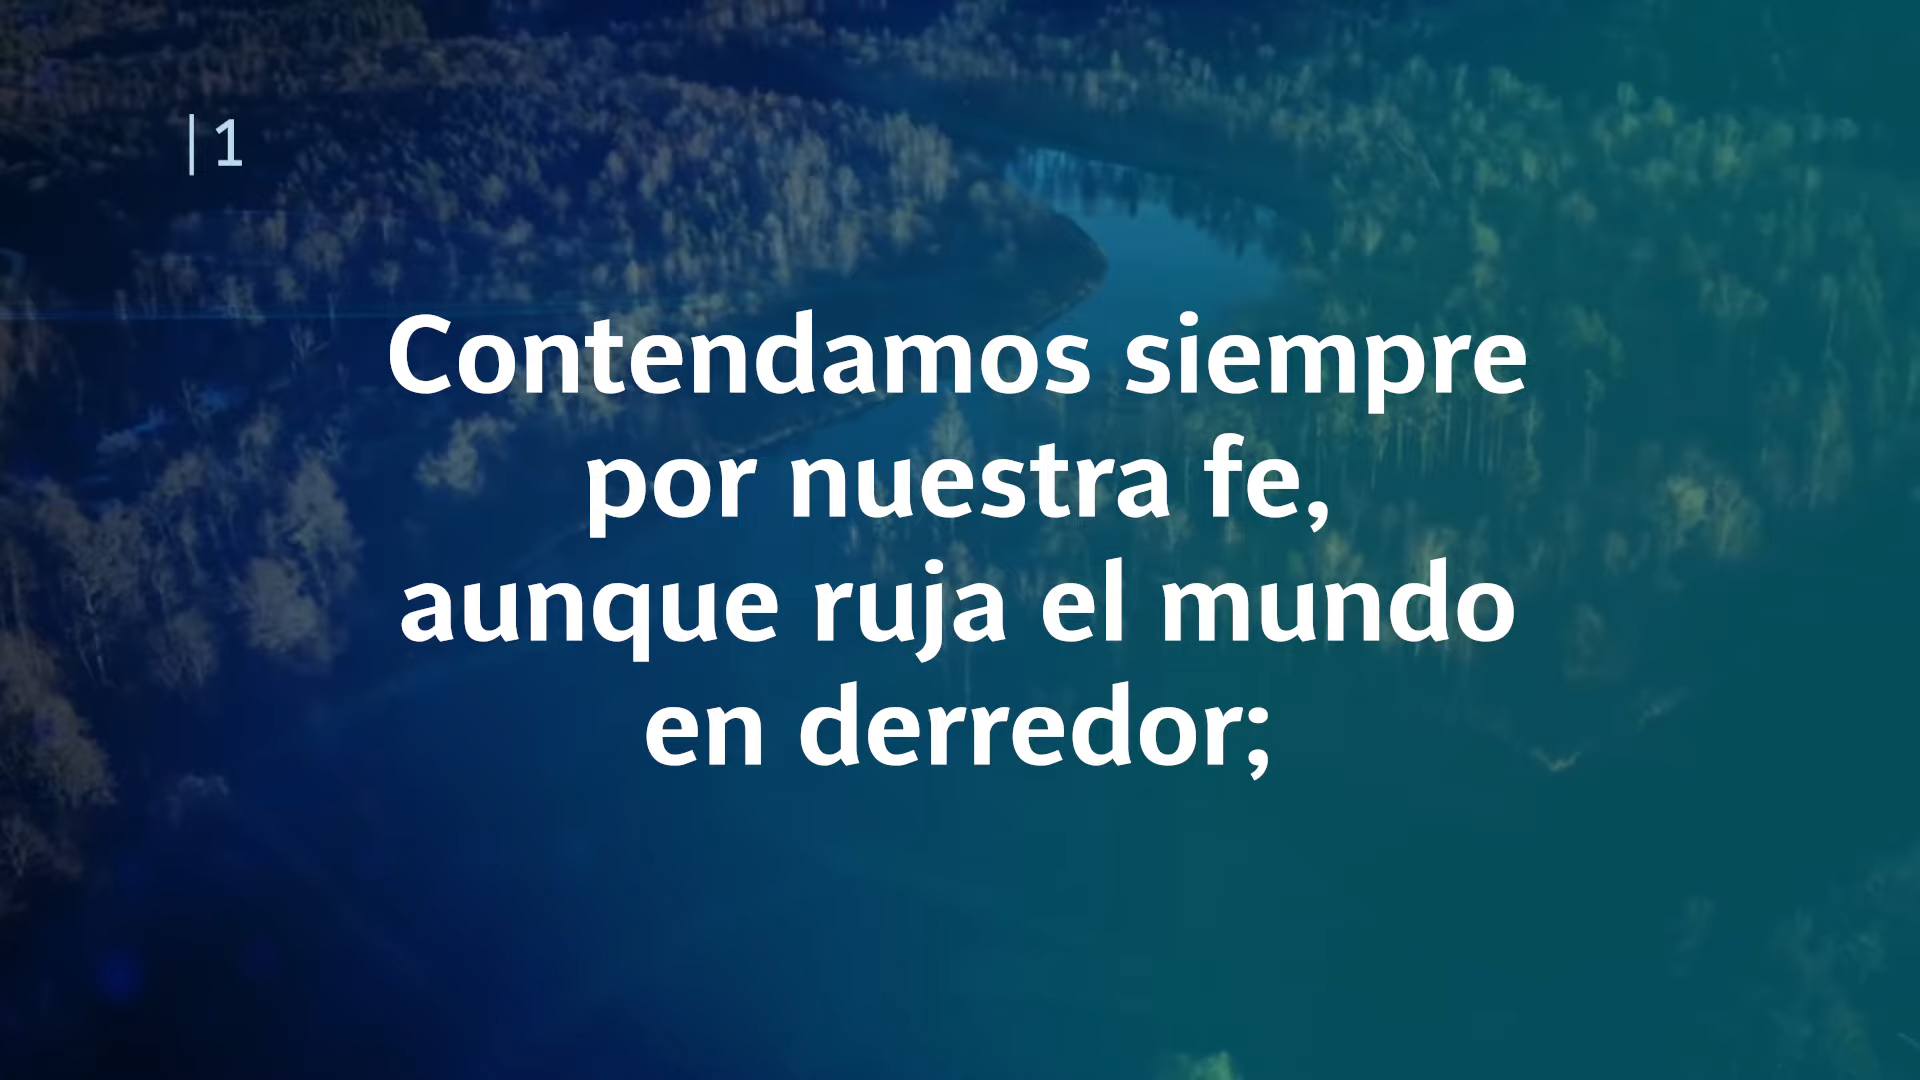 |1
Contendamos siempre
por nuestra fe,
aunque ruja el mundo
en derredor;